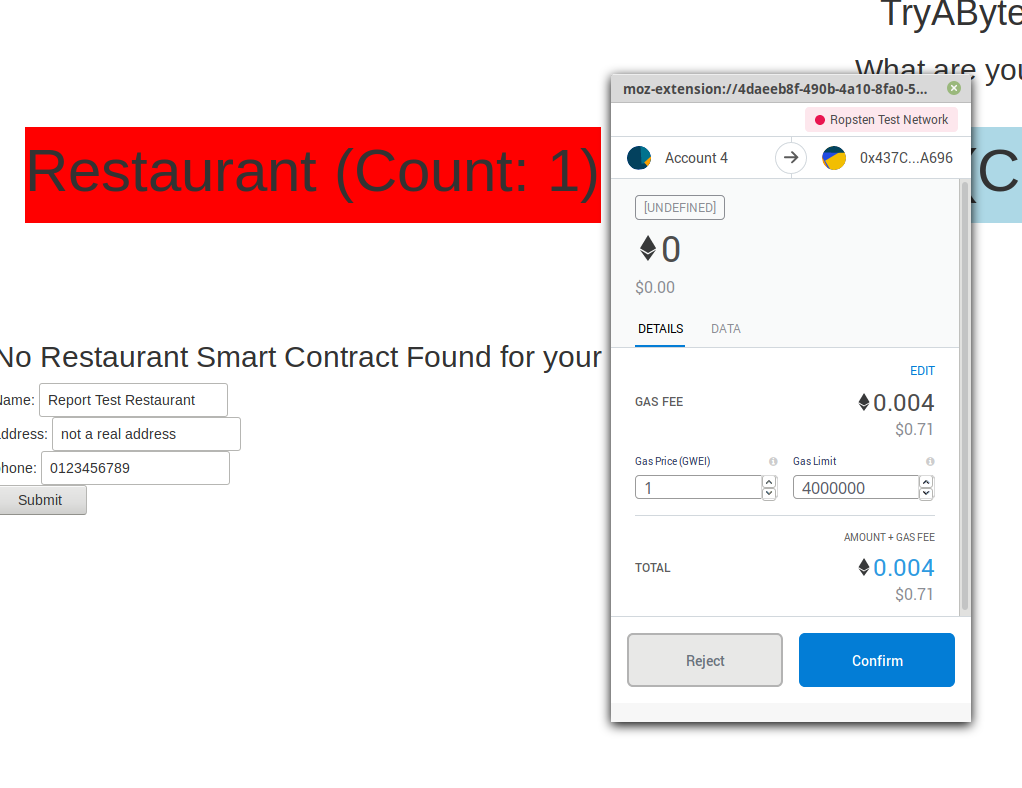 TryAByte
What are you
Restaurant (Count: 1)
(C
No Restaurant Smart Contract Found for your
Name: Report Test Restaurant
address: not a real address
phone: 0123456789
Submit
moz-extension://4daeeb8f-490b-4a10-8fa0-5...
Ropsten Test Network
Account 4
0x437C...A696
[UNDEFINED]
0
$0.00
DETAILS DATA
EDIT
GAS FEE 0.004
$0.71
Gas Price (GWEI) Gas Limit
1 4000000
AMOUNT + GAS FEE
TOTAL 0.004
$0.71
Reject Confirm